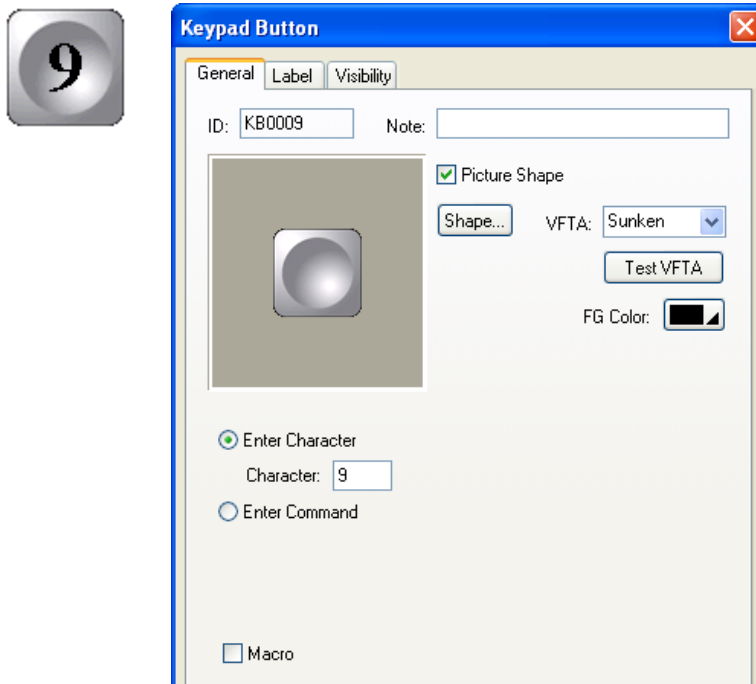 9
Keypad Button
General Label Visibility
ID: KB0009 Note:
Picture Shape
Shape... VFTA: Sunken
Test VFTA
FG Color:
Enter Character
Character: 9
Enter Command
Macro